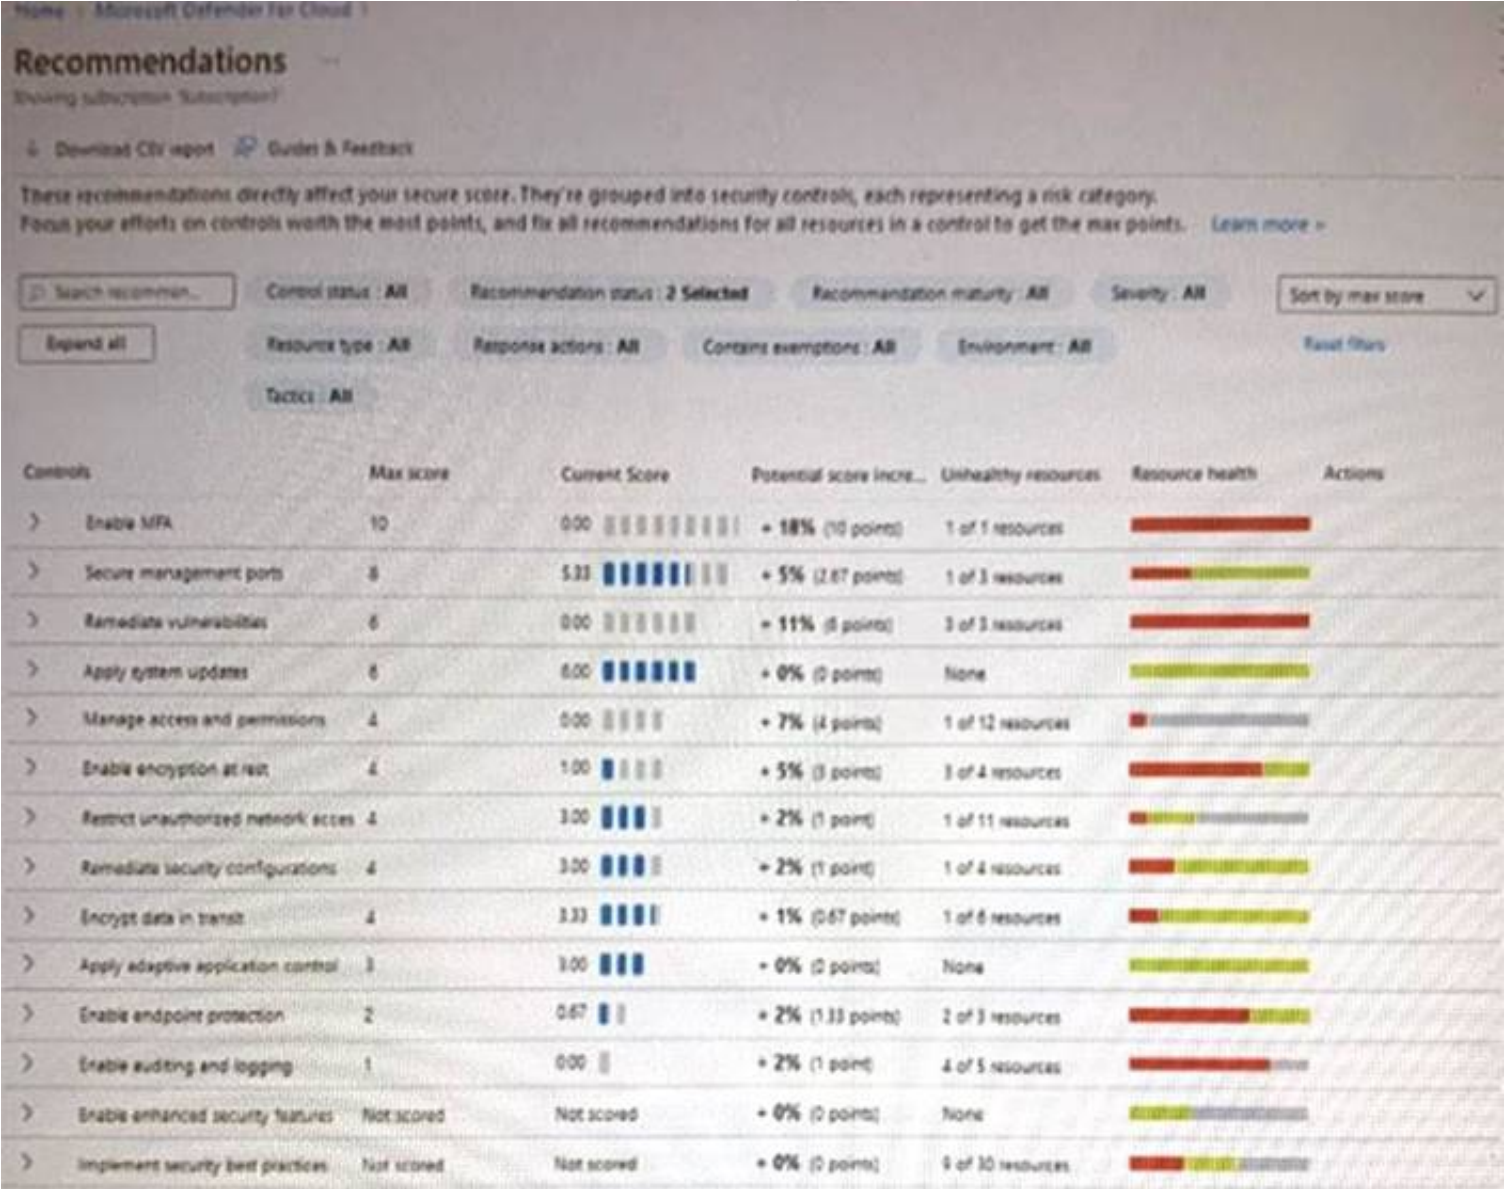 Home > Microsoft Defender for Cloud >
Recommendations ...
Showing subscription 'Subscription1'
Download CSV report Guides & Feedback
These recommendations directly affect your secure score. They're grouped into security controls, each representing a risk category.
Focus your efforts on controls worth the most points, and fix all recommendations for all resources in a control to get the max points. Learn more >
Search recommen... Control status : All Recommendation status : 2 Selected Recommendation maturity : All Severity : All Sort by max score
Expand all Resource type : All Response actions : All Contains exemptions : All Environment : All Reset filters
Tactics : All
Controls Max score Current Score Potential score incre... Unhealthy resources Resource health Actions
Enable MFA 10 0.00 + 18% (10 points) 1 of 1 resources
Secure management ports 8 5.33 + 5% (2.67 points) 1 of 3 resources
Remediate vulnerabilities 6 0.00 + 11% (6 points) 3 of 3 resources
Apply system updates 6 6.00 + 0% (0 points) None
Manage access and permissions 4 0.00 + 7% (4 points) 1 of 12 resources
Enable encryption at rest 4 1.00 + 5% (3 points) 3 of 4 resources
Restrict unauthorized network acces 4 3.00 + 2% (1 point) 1 of 11 resources
Remediate security configurations 4 3.00 + 2% (1 point) 1 of 4 resources
Encrypt data in transit 4 3.33 + 1% (0.67 points) 1 of 6 resources
Apply adaptive application control 3 3.00 + 0% (0 points) None
Enable endpoint protection 2 0.67 + 2% (1.33 points) 2 of 3 resources
Enable auditing and logging 1 0.00 + 2% (1 point) 4 of 5 resources
Enable enhanced security features Not scored Not scored + 0% (0 points) None
Implement security best practices Not scored Not scored + 0% (0 points) 9 of 30 resources